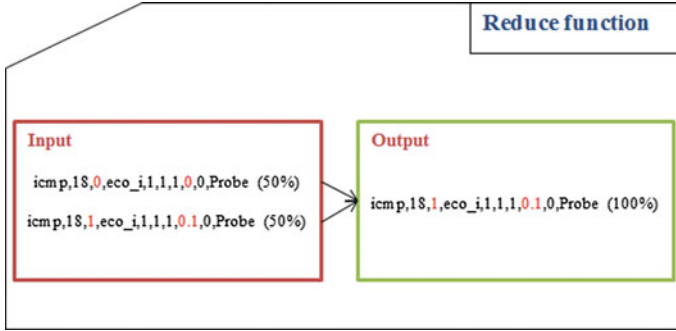 Reduce function
Input
icmp,18,0,eco_i,1,1,1,0,0,Probe (50%)
icmp,18,1,eco_i,1,1,1,0.1,0,Probe (50%)
Output
icmp,18,1,eco_i,1,1,1,0.1,0,Probe (100%)